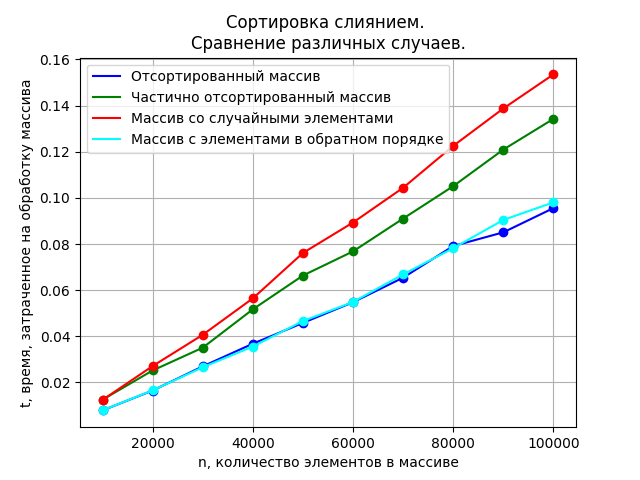 Сортировка слиянием.
Сравнение различных случаев.
Отсортированный массив
Частично отсортированный массив
Массив со случайными элементами
Массив с элементами в обратном порядке
t, время, затраченное на обработку массива
0.16
0.14
0.12
0.10
0.08
0.06
0.04
0.02
20000 40000 60000 80000 100000
n, количество элементов в массиве